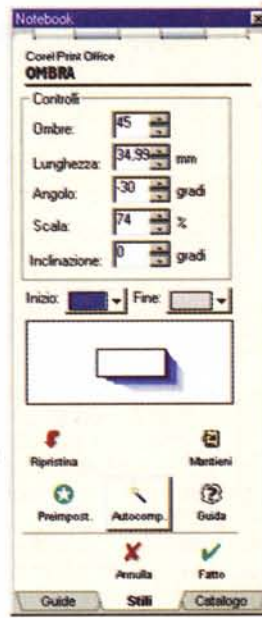 Notebook
Corel Print Office
OMBRA
Controlli
Ombre: 45
Lunghezza: 34,99 mm
Angolo: -30 gradi
Scala: 74 %
Inclinazione: 0 gradi
Inizio: Fine:
Ripristina Mantieni
Preimpost. Autocomp. Guida
Annulla Fatto
Guide Stili Catalogo